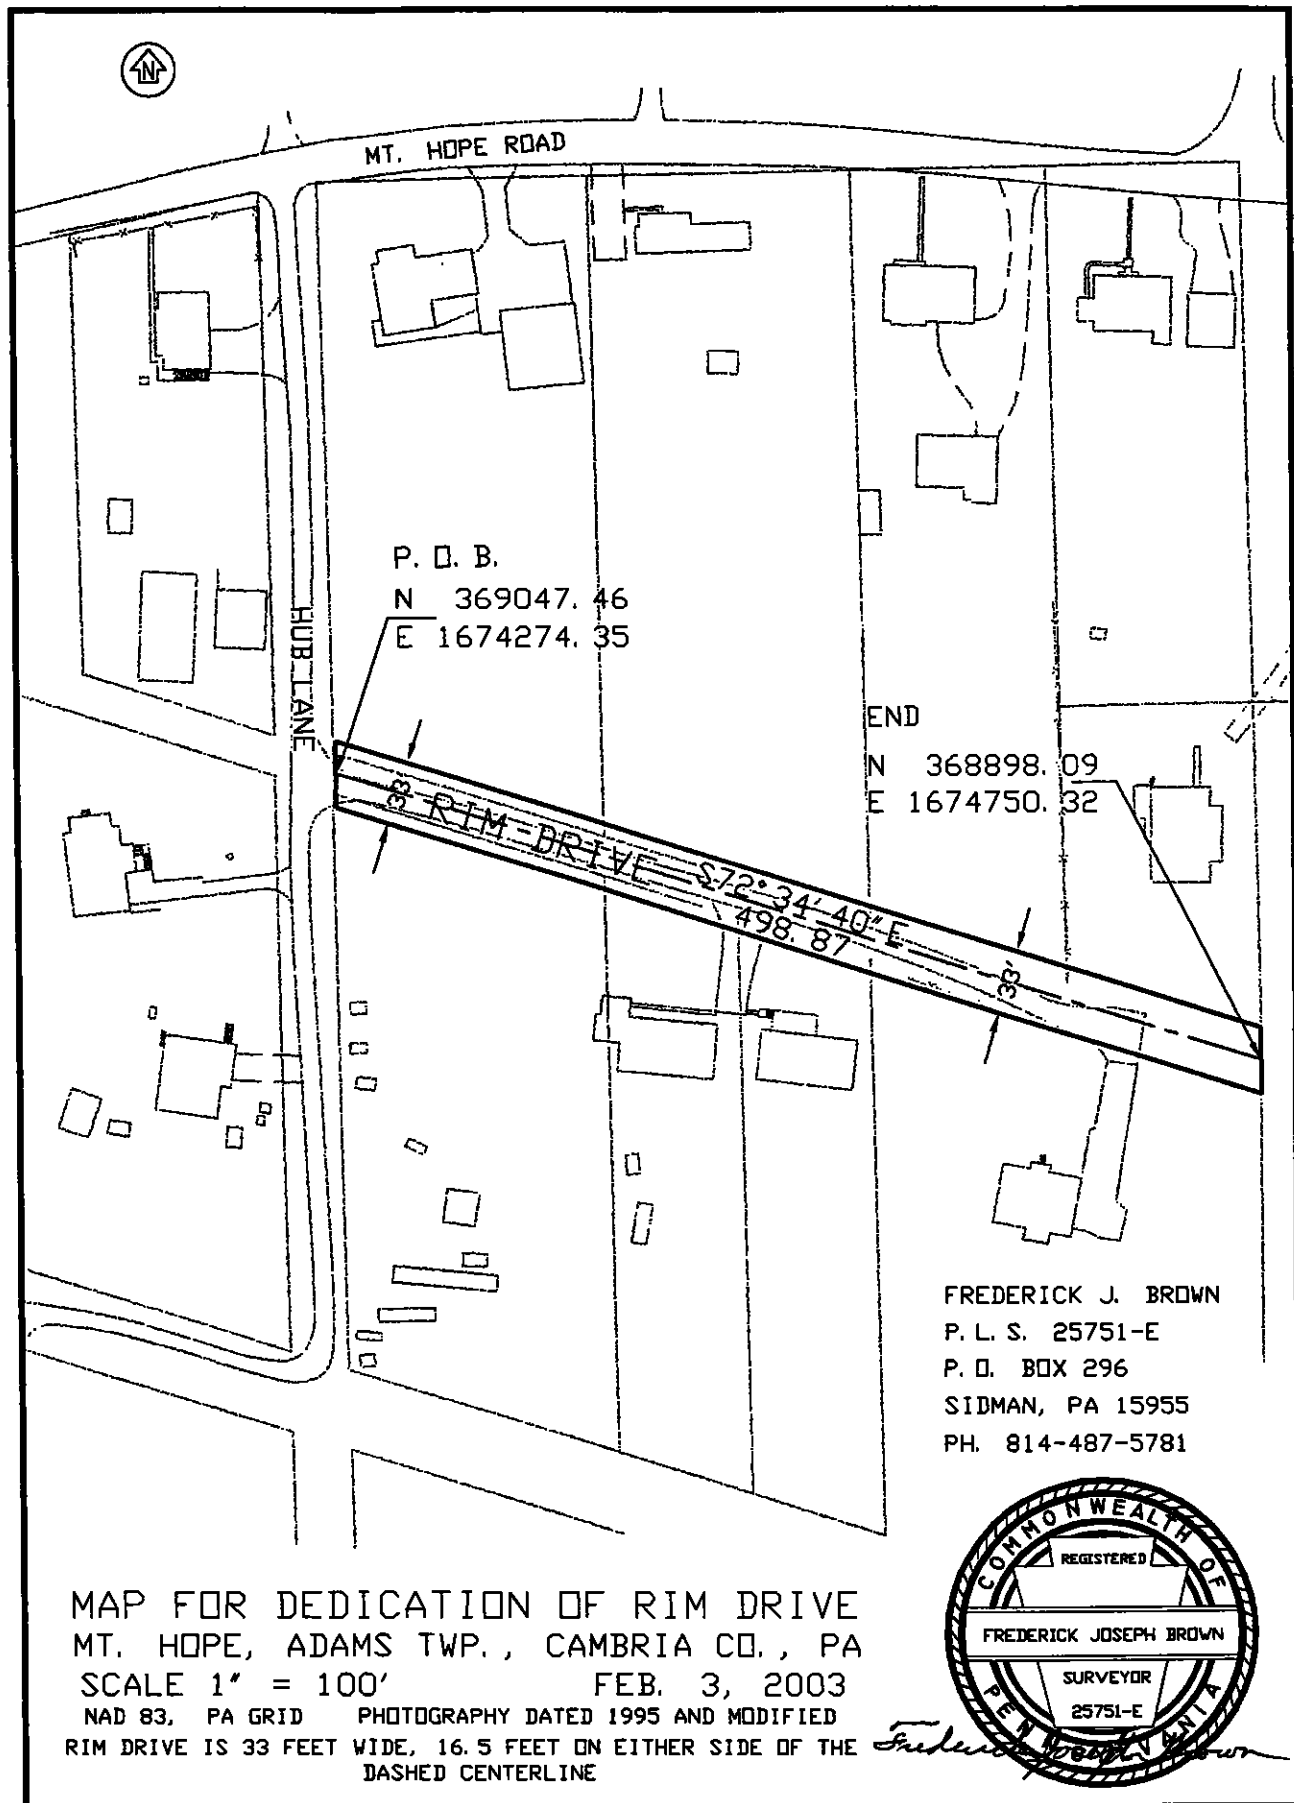 N
MT. HOPE ROAD
P. O. B.
N 369047. 46
E 1674274. 35
HUB LANE
END
N 368898. 09
E 1674750. 32
33
RIM DRIVE S72° 34' 40" E
498. 87
33'
FREDERICK J. BROWN
P. L. S. 25751-E
P. O. BOX 296
SIDMAN, PA 15955
PH. 814-487-5781
COMMONWEALTH OF
REGISTERED
FREDERICK JOSEPH BROWN
SURVEYOR
25751-E
PENNSYLVANIA
Frederick Joseph Brown
MAP FOR DEDICATION OF RIM DRIVE
MT. HOPE, ADAMS TWP., CAMBRIA CO., PA
SCALE 1" = 100' FEB. 3, 2003
NAD 83, PA GRID PHOTOGRAPHY DATED 1995 AND MODIFIED
RIM DRIVE IS 33 FEET WIDE, 16. 5 FEET ON EITHER SIDE OF THE
DASHED CENTERLINE